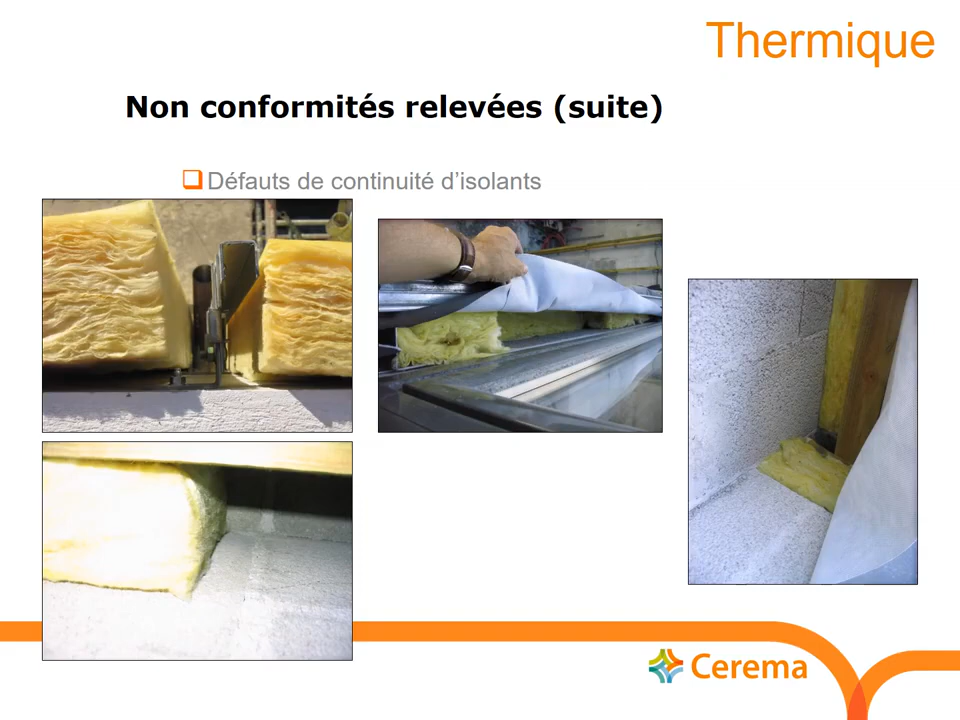 Thermique
Non conformités relevées (suite)
Défauts de continuité d’isolants
Cerema